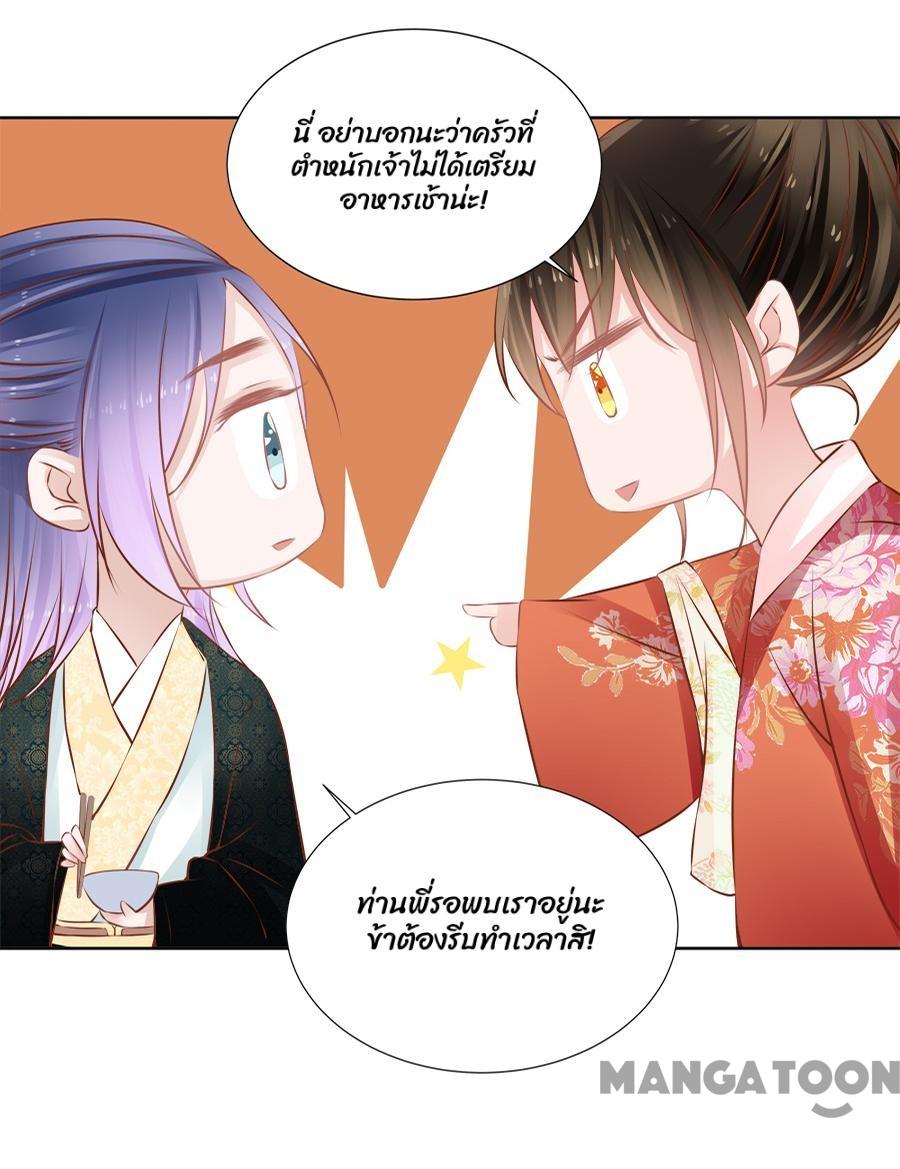 นี่ อย่าบอกนะว่าครัวที่
ตำหนักเจ้าไม่ได้เตรียม
อาหารเช้าน่ะ!
ท่านพี่รอพบเราอยู่นะ
ข้าต้องรีบทำเวลาสิ!
MANGATOON